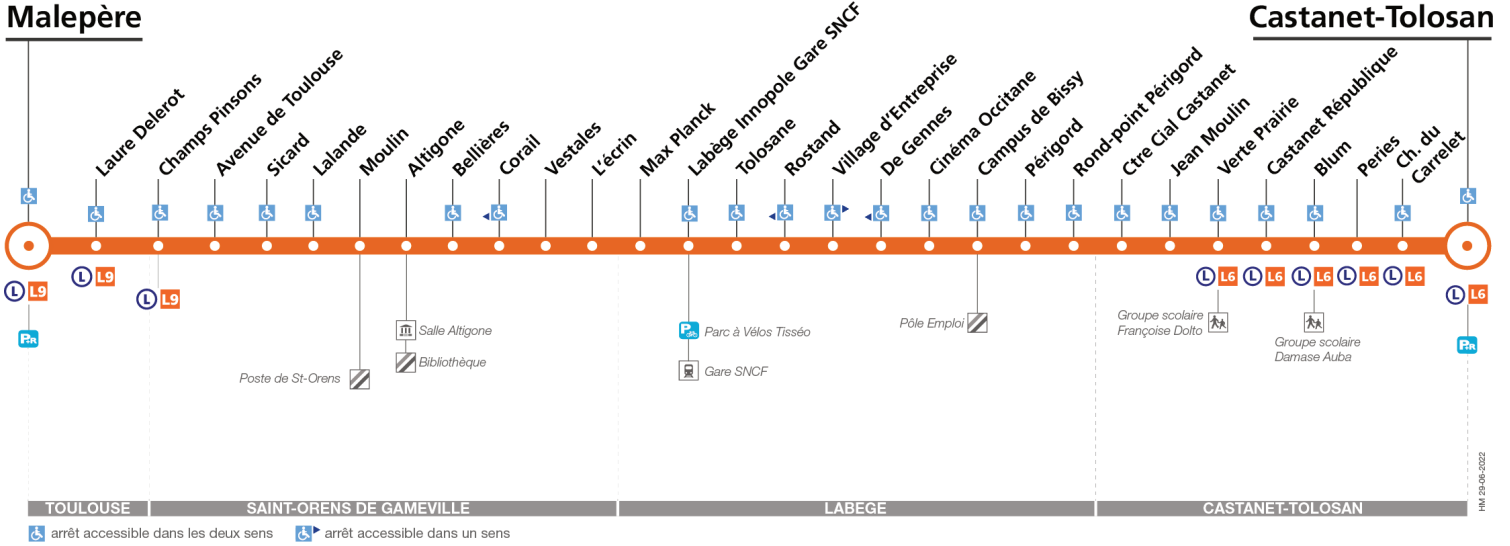 Malepère
Castanet-Tolosan
Laure Delerot
Champs Pinsons
Avenue de Toulouse
Sicard
Lalande
Moulin
Altigone
Bellières
Corail
Vestales
L'écrin
Max Planck
Labège Innopole Gare SNCF
Tolosane
Rostand
Village d'Entreprise
De Gennes
Cinéma Occitane
Campus de Bissy
Périgord
Rond-point Périgord
Ctre Cial Castanet
Jean Moulin
Verte Prairie
Castanet République
Blum
Peries
Ch. du
Carrelet
L L9
L L9
L L9
L L6
L L6
L L6
L L6
L L6
L L6
P+R
Poste de St-Orens
Salle Altigone
Bibliothèque
P Parc à Vélos Tisséo
Gare SNCF
Pôle Emploi
Groupe scolaire
Françoise Dolto
Groupe scolaire
Damase Auba
P+R
TOULOUSE
SAINT-ORENS DE GAMEVILLE
LABEGE
CASTANET-TOLOSAN
HM 29-06-2022
arrêt accessible dans les deux sens
arrêt accessible dans un sens